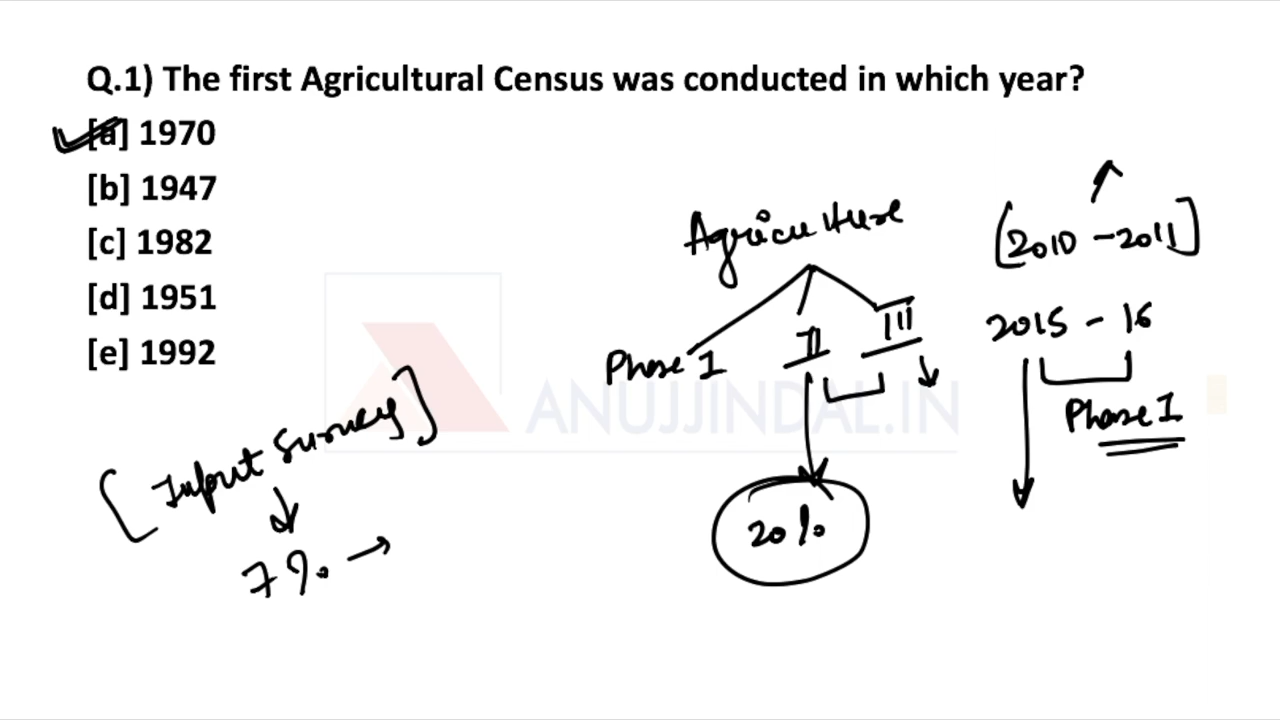 Q.1) The first Agricultural Census was conducted in which year?
[a] 1970
[b] 1947
[c] 1982
[d] 1951
[e] 1992
Agriculture
Phase I II III
20%
[2010 - 2011]
2015 - 16
Phase I
[Input Survey]
7% →
ANUJJINDAL.IN